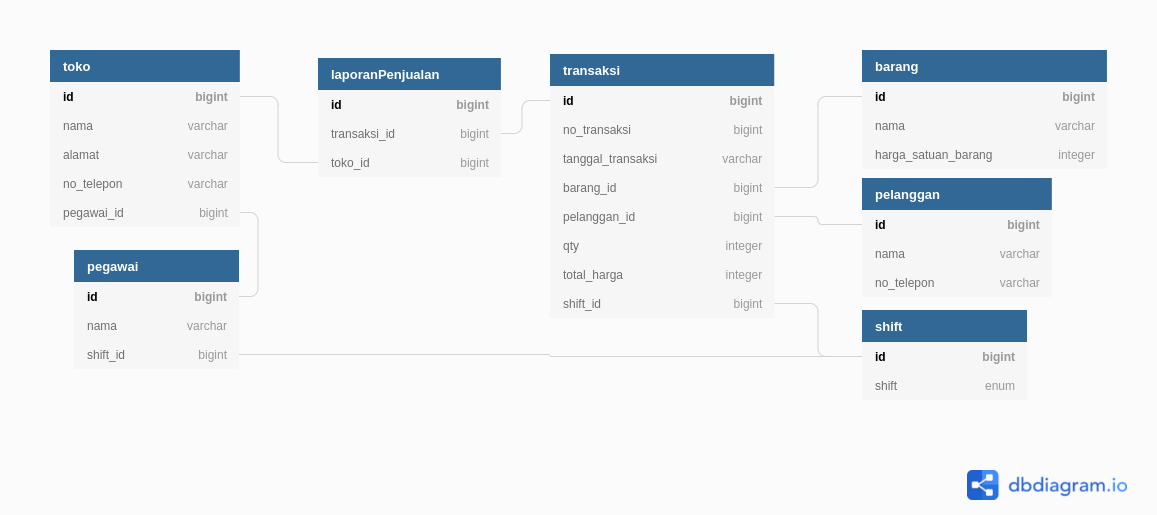 toko
id bigint
nama varchar
alamat varchar
no_telepon varchar
pegawai_id bigint
pegawai
id bigint
nama varchar
shift_id bigint
laporanPenjualan
id bigint
transaksi_id bigint
toko_id bigint
transaksi
id bigint
no_transaksi bigint
tanggal_transaksi varchar
barang_id bigint
pelanggan_id bigint
qty integer
total_harga integer
shift_id bigint
barang
id bigint
nama varchar
harga_satuan_barang integer
pelanggan
id bigint
nama varchar
no_telepon varchar
shift
id bigint
shift enum
dbdiagram.io